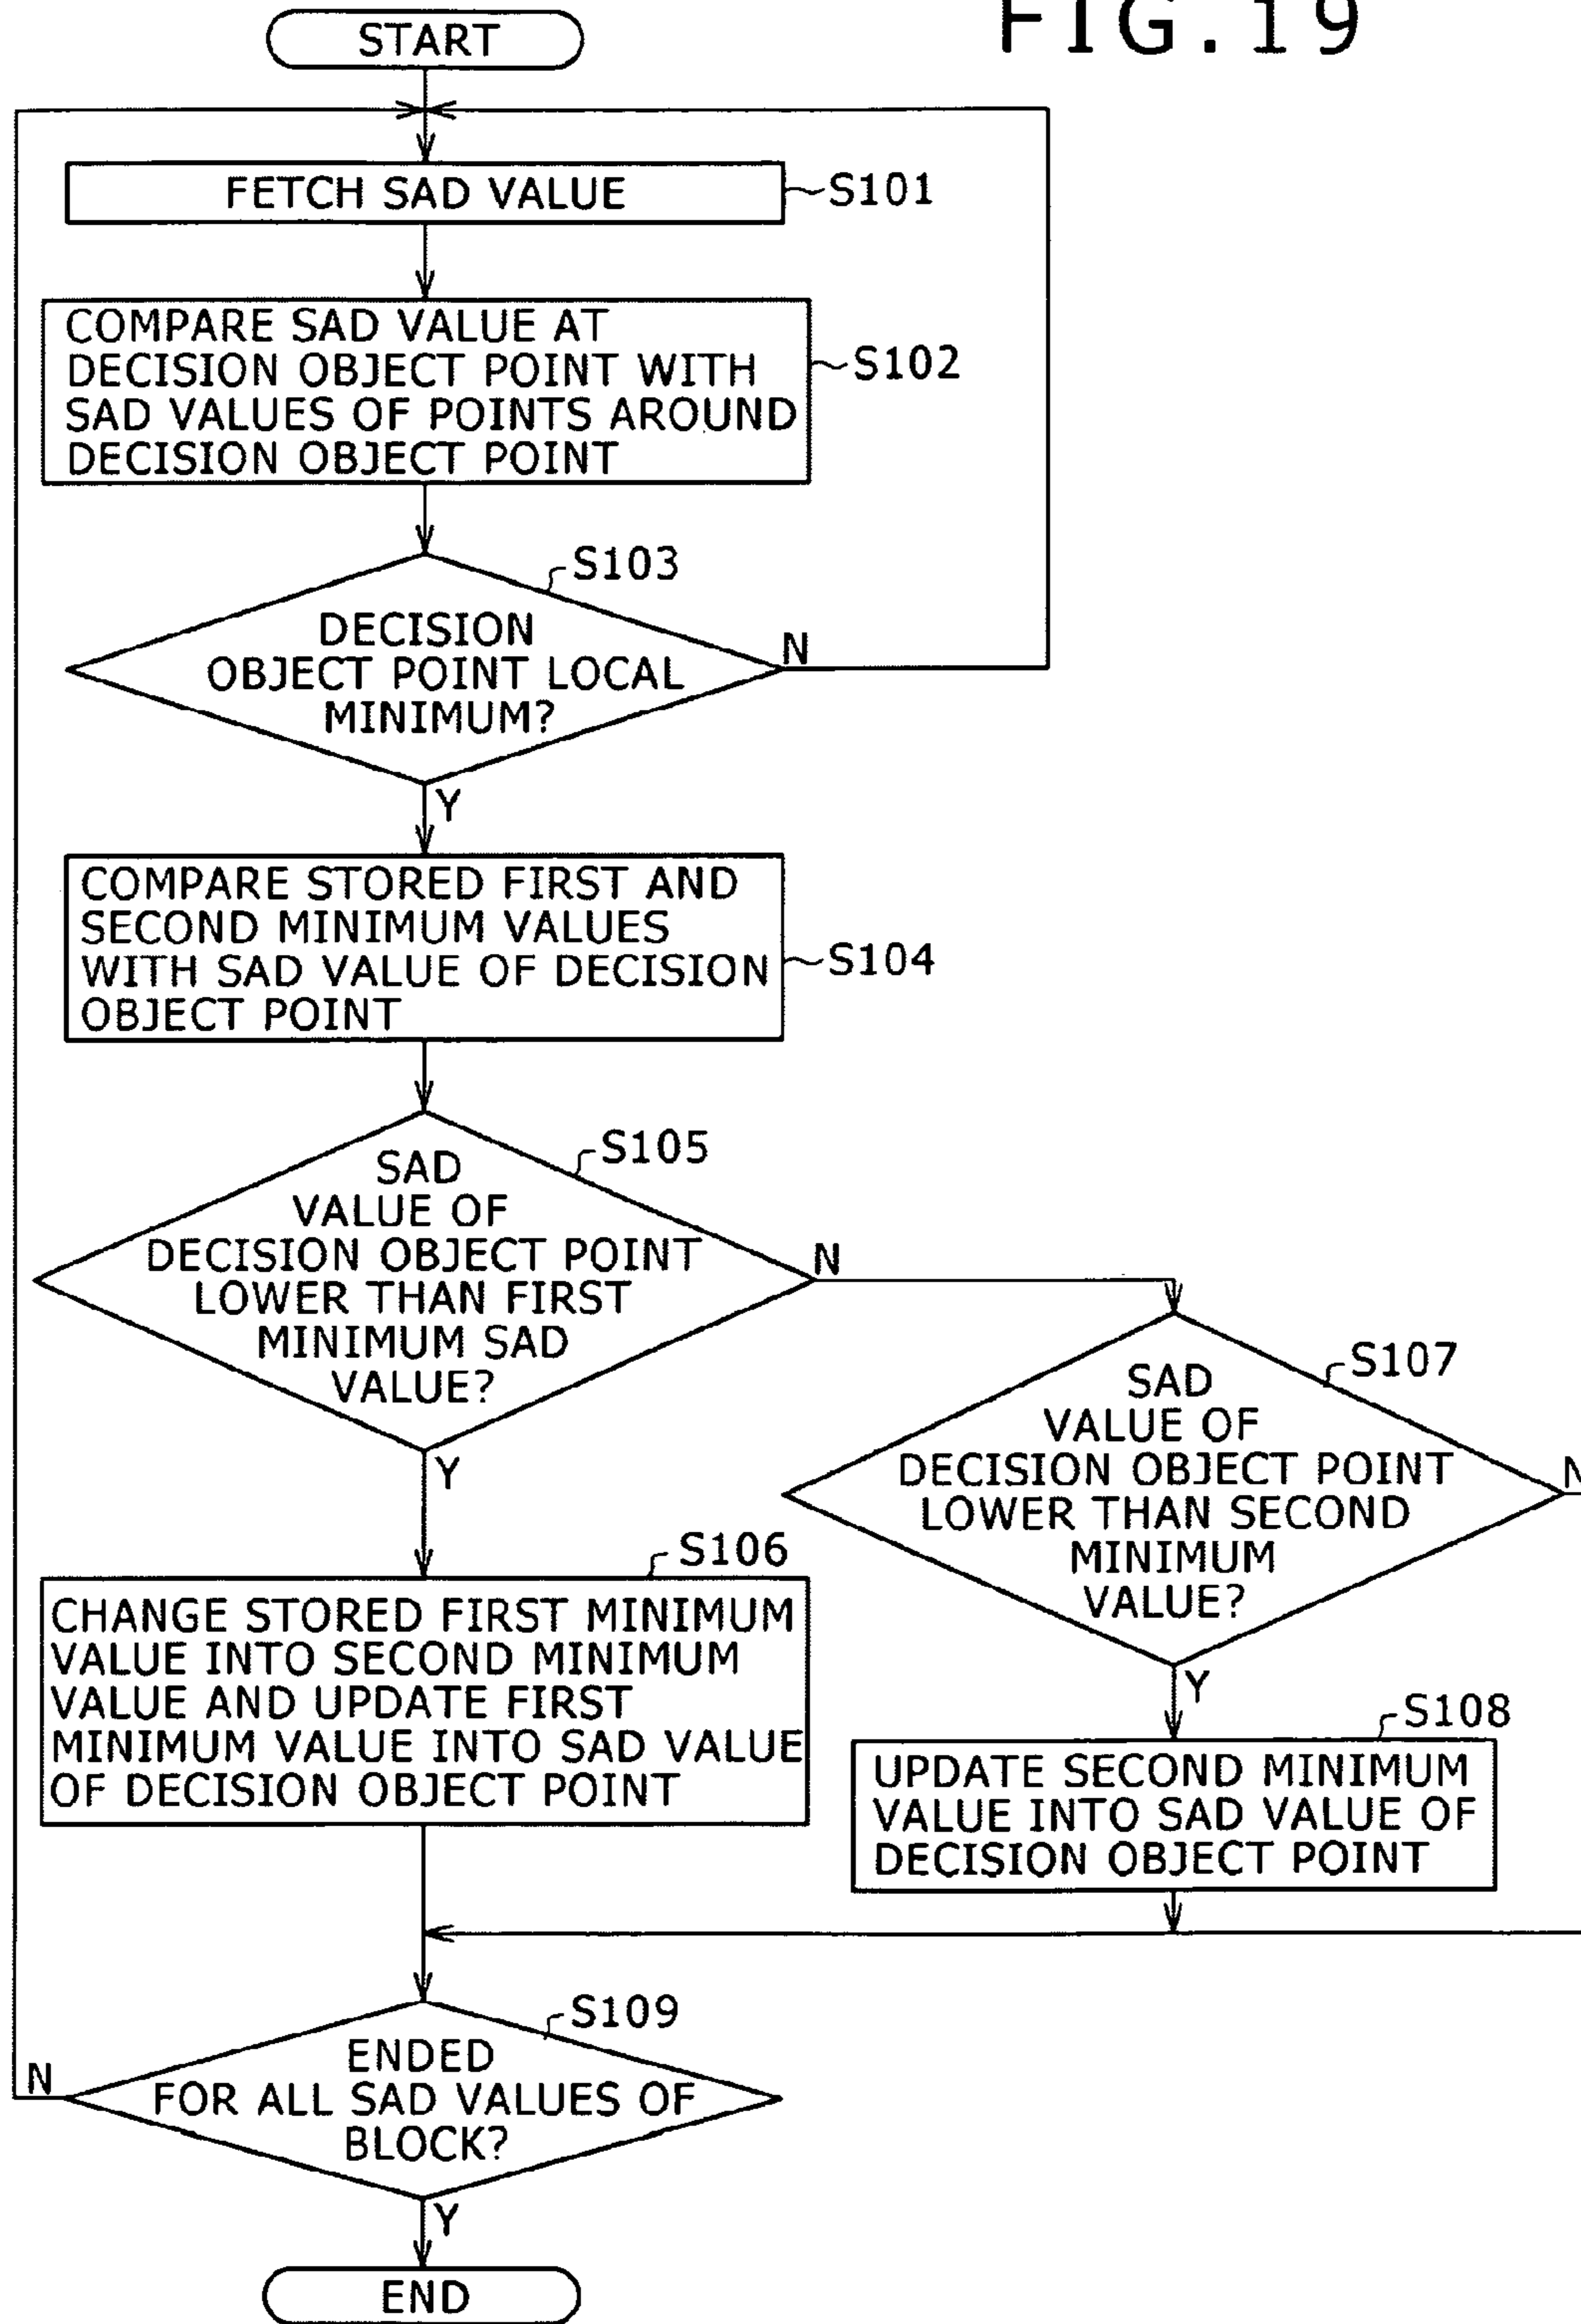 FIG.19
START
FETCH SAD VALUE
S101
COMPARE SAD VALUE AT
DECISION OBJECT POINT WITH
SAD VALUES OF POINTS AROUND
DECISION OBJECT POINT
S102
S103
DECISION
OBJECT POINT LOCAL
MINIMUM?
N
Y
COMPARE STORED FIRST AND
SECOND MINIMUM VALUES
WITH SAD VALUE OF DECISION
OBJECT POINT
S104
S105
SAD
VALUE OF
DECISION OBJECT POINT
LOWER THAN FIRST
MINIMUM SAD
VALUE?
N
Y
S107
SAD
VALUE OF
DECISION OBJECT POINT
LOWER THAN SECOND
MINIMUM
VALUE?
N
Y
S106
CHANGE STORED FIRST MINIMUM
VALUE INTO SECOND MINIMUM
VALUE AND UPDATE FIRST
MINIMUM VALUE INTO SAD VALUE
OF DECISION OBJECT POINT
S108
UPDATE SECOND MINIMUM
VALUE INTO SAD VALUE OF
DECISION OBJECT POINT
S109
ENDED
FOR ALL SAD VALUES OF
BLOCK?
N
Y
END